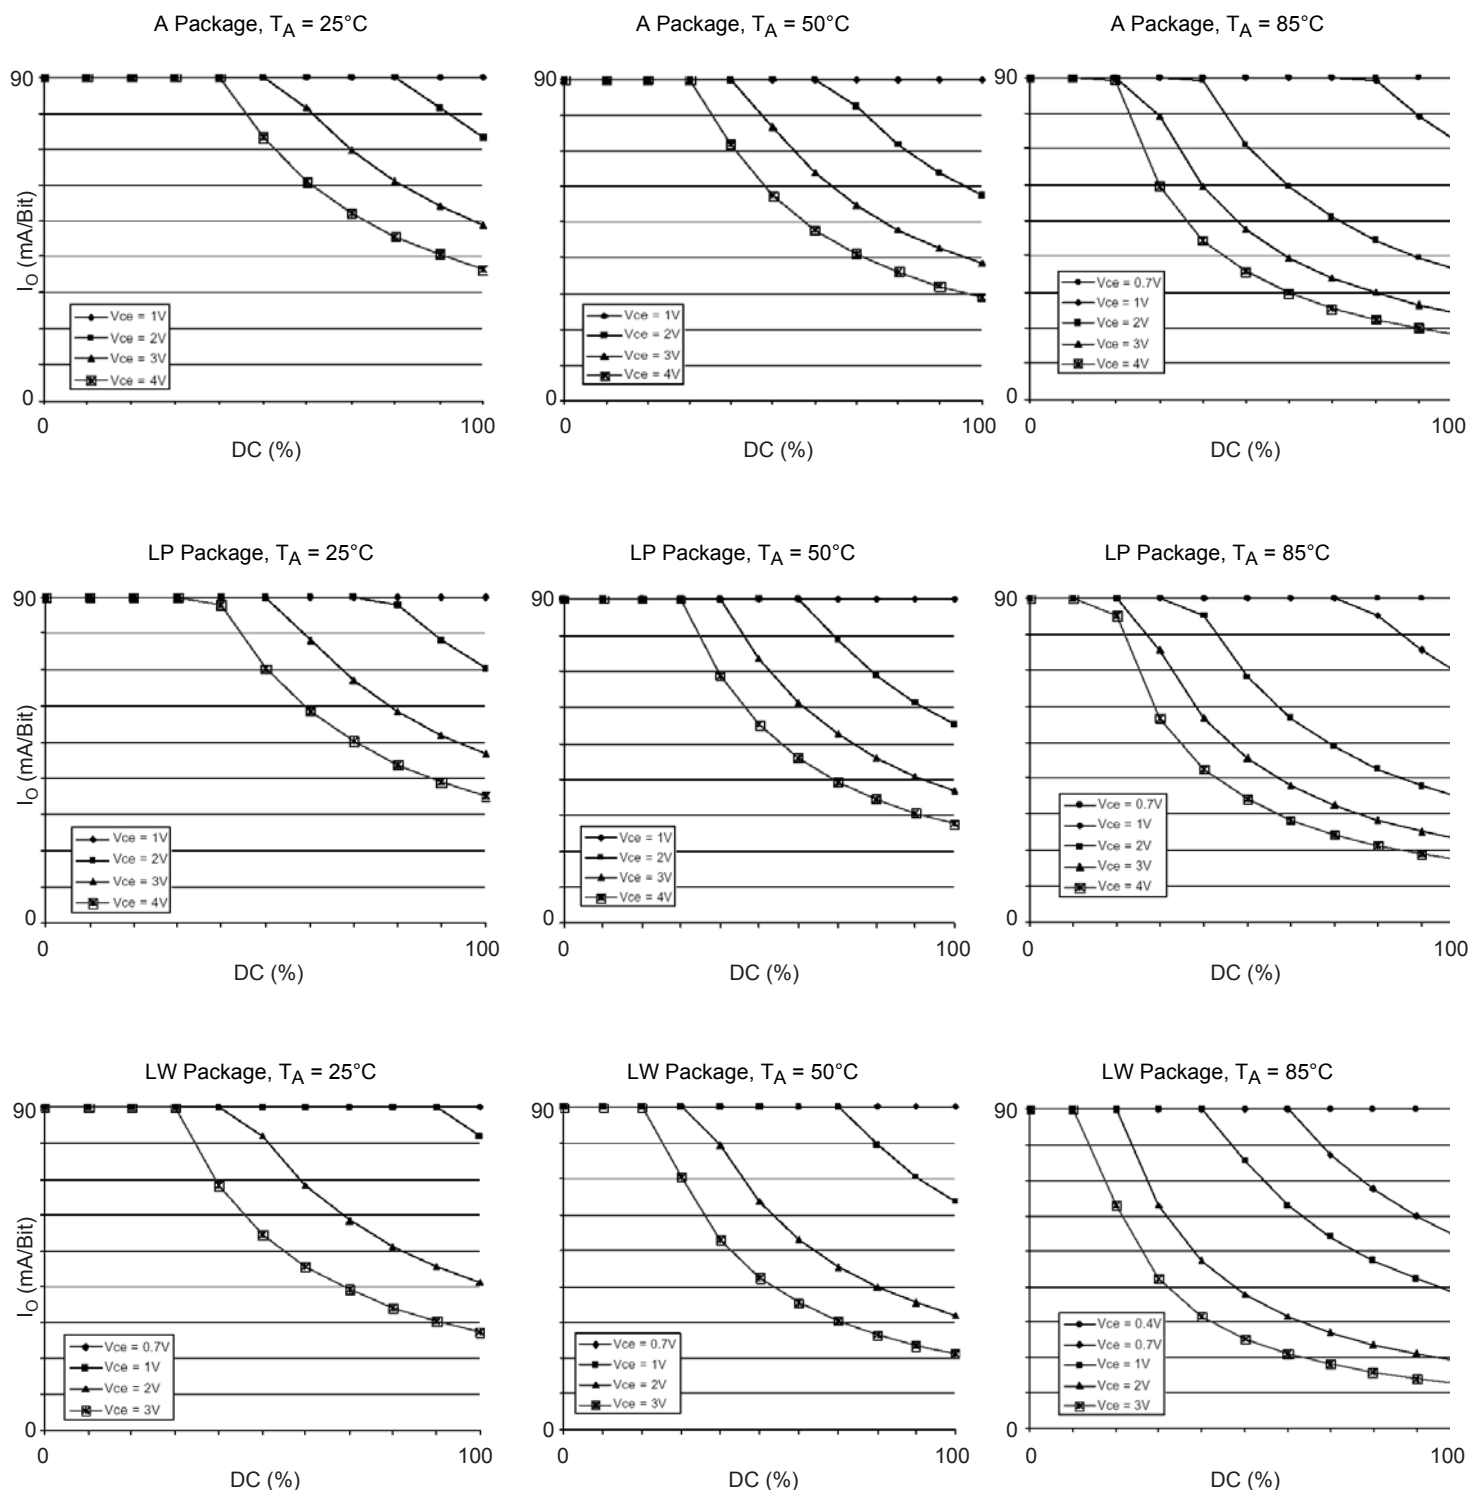 A Package, TA = 25°C
90
IO (mA/Bit)
Vce = 1V
Vce = 2V
Vce = 3V
Vce = 4V
0
0
100
DC (%)
A Package, TA = 50°C
90
Vce = 1V
Vce = 2V
Vce = 3V
Vce = 4V
0
0
100
DC (%)
A Package, TA = 85°C
90
Vce = 0.7V
Vce = 1V
Vce = 2V
Vce = 3V
Vce = 4V
0
0
100
DC (%)
LP Package, TA = 25°C
90
IO (mA/Bit)
Vce = 1V
Vce = 2V
Vce = 3V
Vce = 4V
0
0
100
DC (%)
LP Package, TA = 50°C
90
Vce = 1V
Vce = 2V
Vce = 3V
Vce = 4V
0
0
100
DC (%)
LP Package, TA = 85°C
90
Vce = 0.7V
Vce = 1V
Vce = 2V
Vce = 3V
Vce = 4V
0
0
100
DC (%)
LW Package, TA = 25°C
90
IO (mA/Bit)
Vce = 0.7V
Vce = 1V
Vce = 2V
Vce = 3V
0
0
100
DC (%)
LW Package, TA = 50°C
90
Vce = 0.7V
Vce = 1V
Vce = 2V
Vce = 3V
0
0
100
DC (%)
LW Package, TA = 85°C
90
Vce = 0.4V
Vce = 0.7V
Vce = 1V
Vce = 2V
Vce = 3V
0
0
100
DC (%)